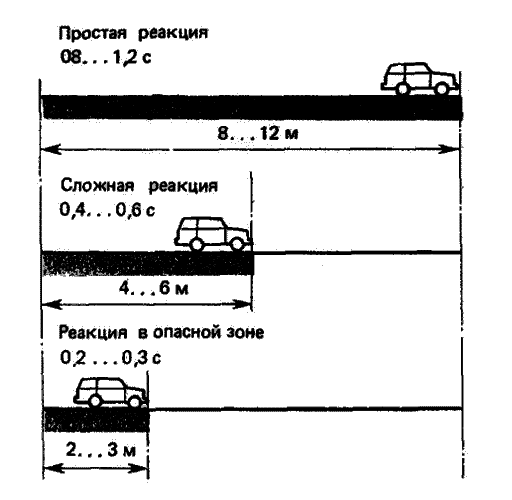 Простая реакция
08...1,2 с
8...12 м
Сложная реакция
0,4...0,6 с
4...6 м
Реакция в опасной зоне
0,2...0,3 с
2...3 м